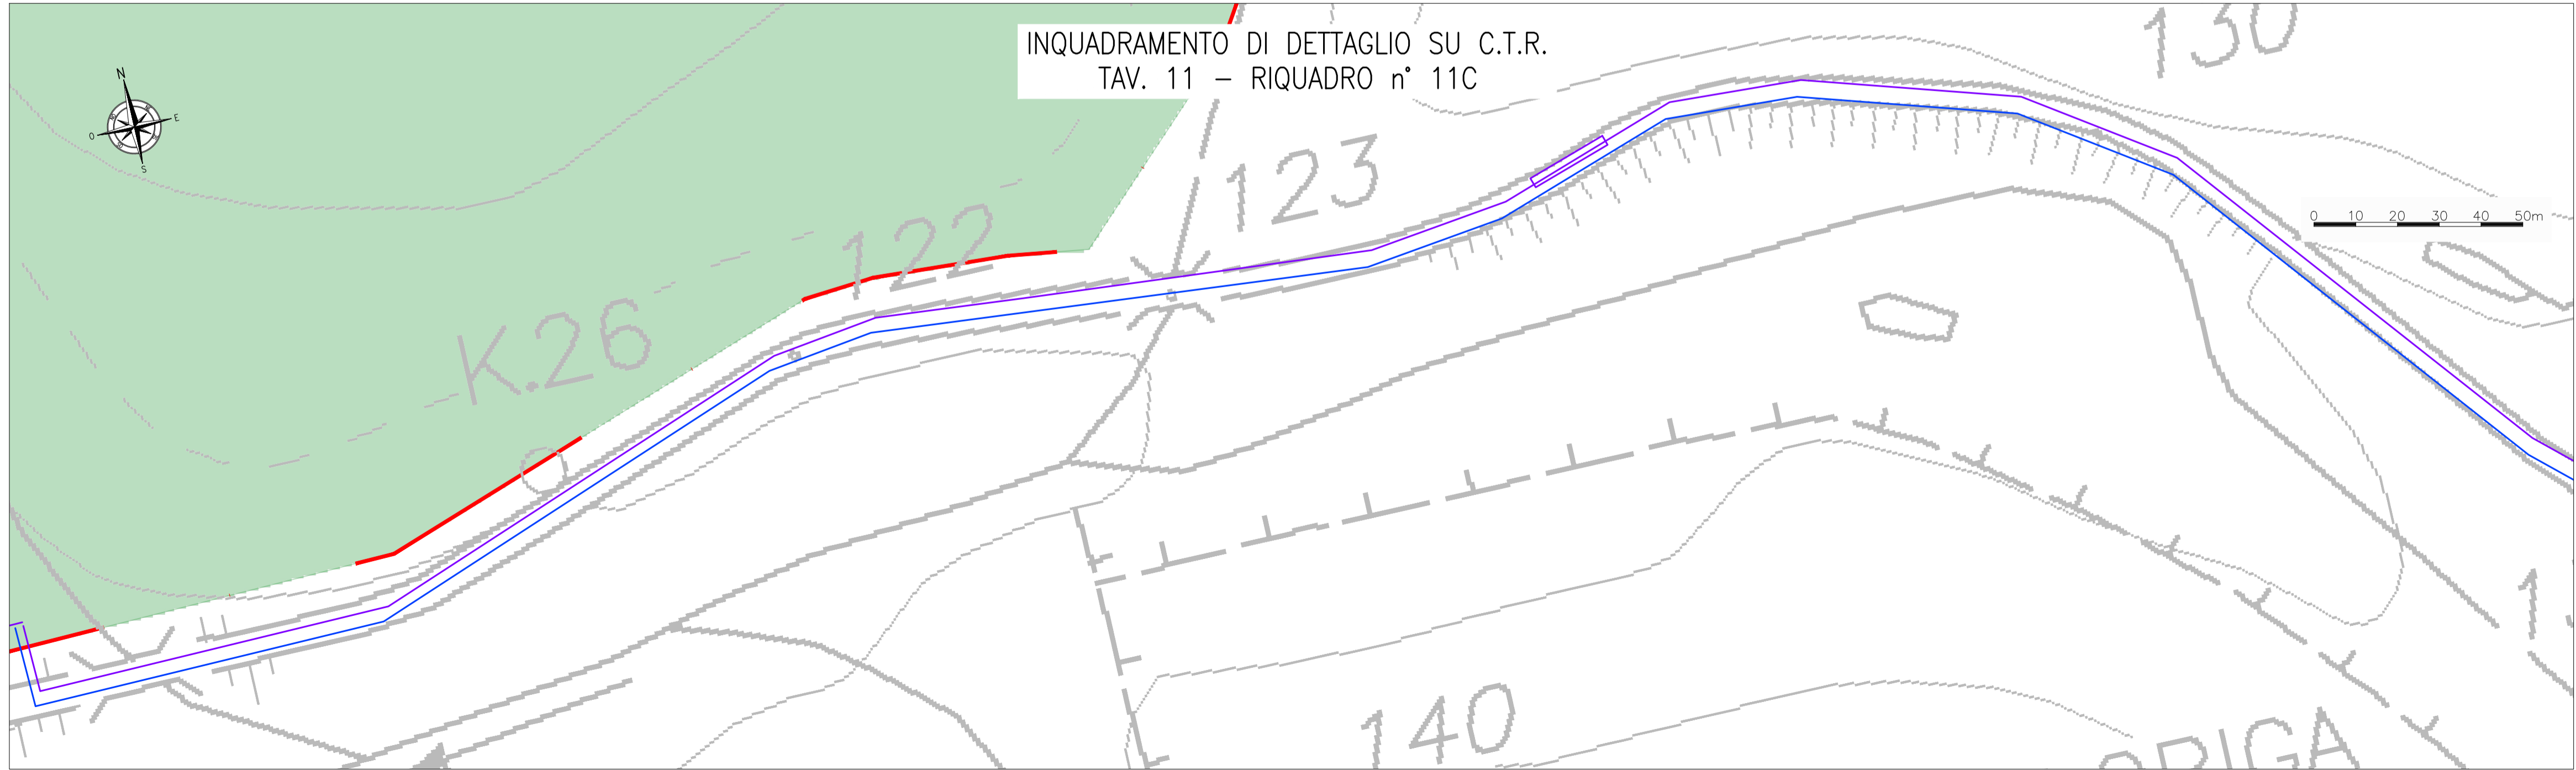 INQUADRAMENTO DI DETTAGLIO SU C.T.R.
TAV. 11 – RIQUADRO n° 11C
130
N
O
E
S
123
122
0 10 20 30 40 50m
K.26
140